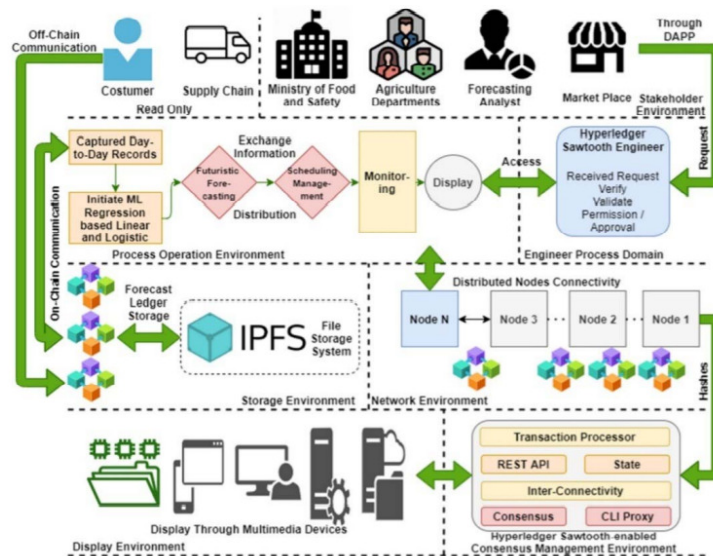 Off-Chain
Communication
Costumer
Supply Chain
Read Only
Ministry of Food
and Safety
Agriculture
Departments
Forecasting
Analyst
Market Place
Through
DAPP
Stakeholder
Environment
Request
Captured Day-
to-Day Records
Initiate ML
Regression
based Linear
and Logistic
Exchange
Information
Futuristic
Fore-
casting
Scheduling
Manage-
ment
Distribution
Monitor-
ing
Display
Access
Hyperledger
Sawtooth Engineer
Received Request
Verify
Validate
Permission /
Approval
Process Operation Environment
Engineer Process Domain
On-Chain Communication
Forecast
Ledger
Storage
IPFS
File
Storage
System
Storage Environment
Distributed Nodes Connectivity
Node N
Node 3
Node 2
Node 1
Network Environment
Hashes
Display Through Multimedia Devices
Display Environment
Transaction Processor
REST API
State
Inter-Connectivity
Consensus
CLI Proxy
Hyperledger Sawtooth-enabled
Consensus Management Environment